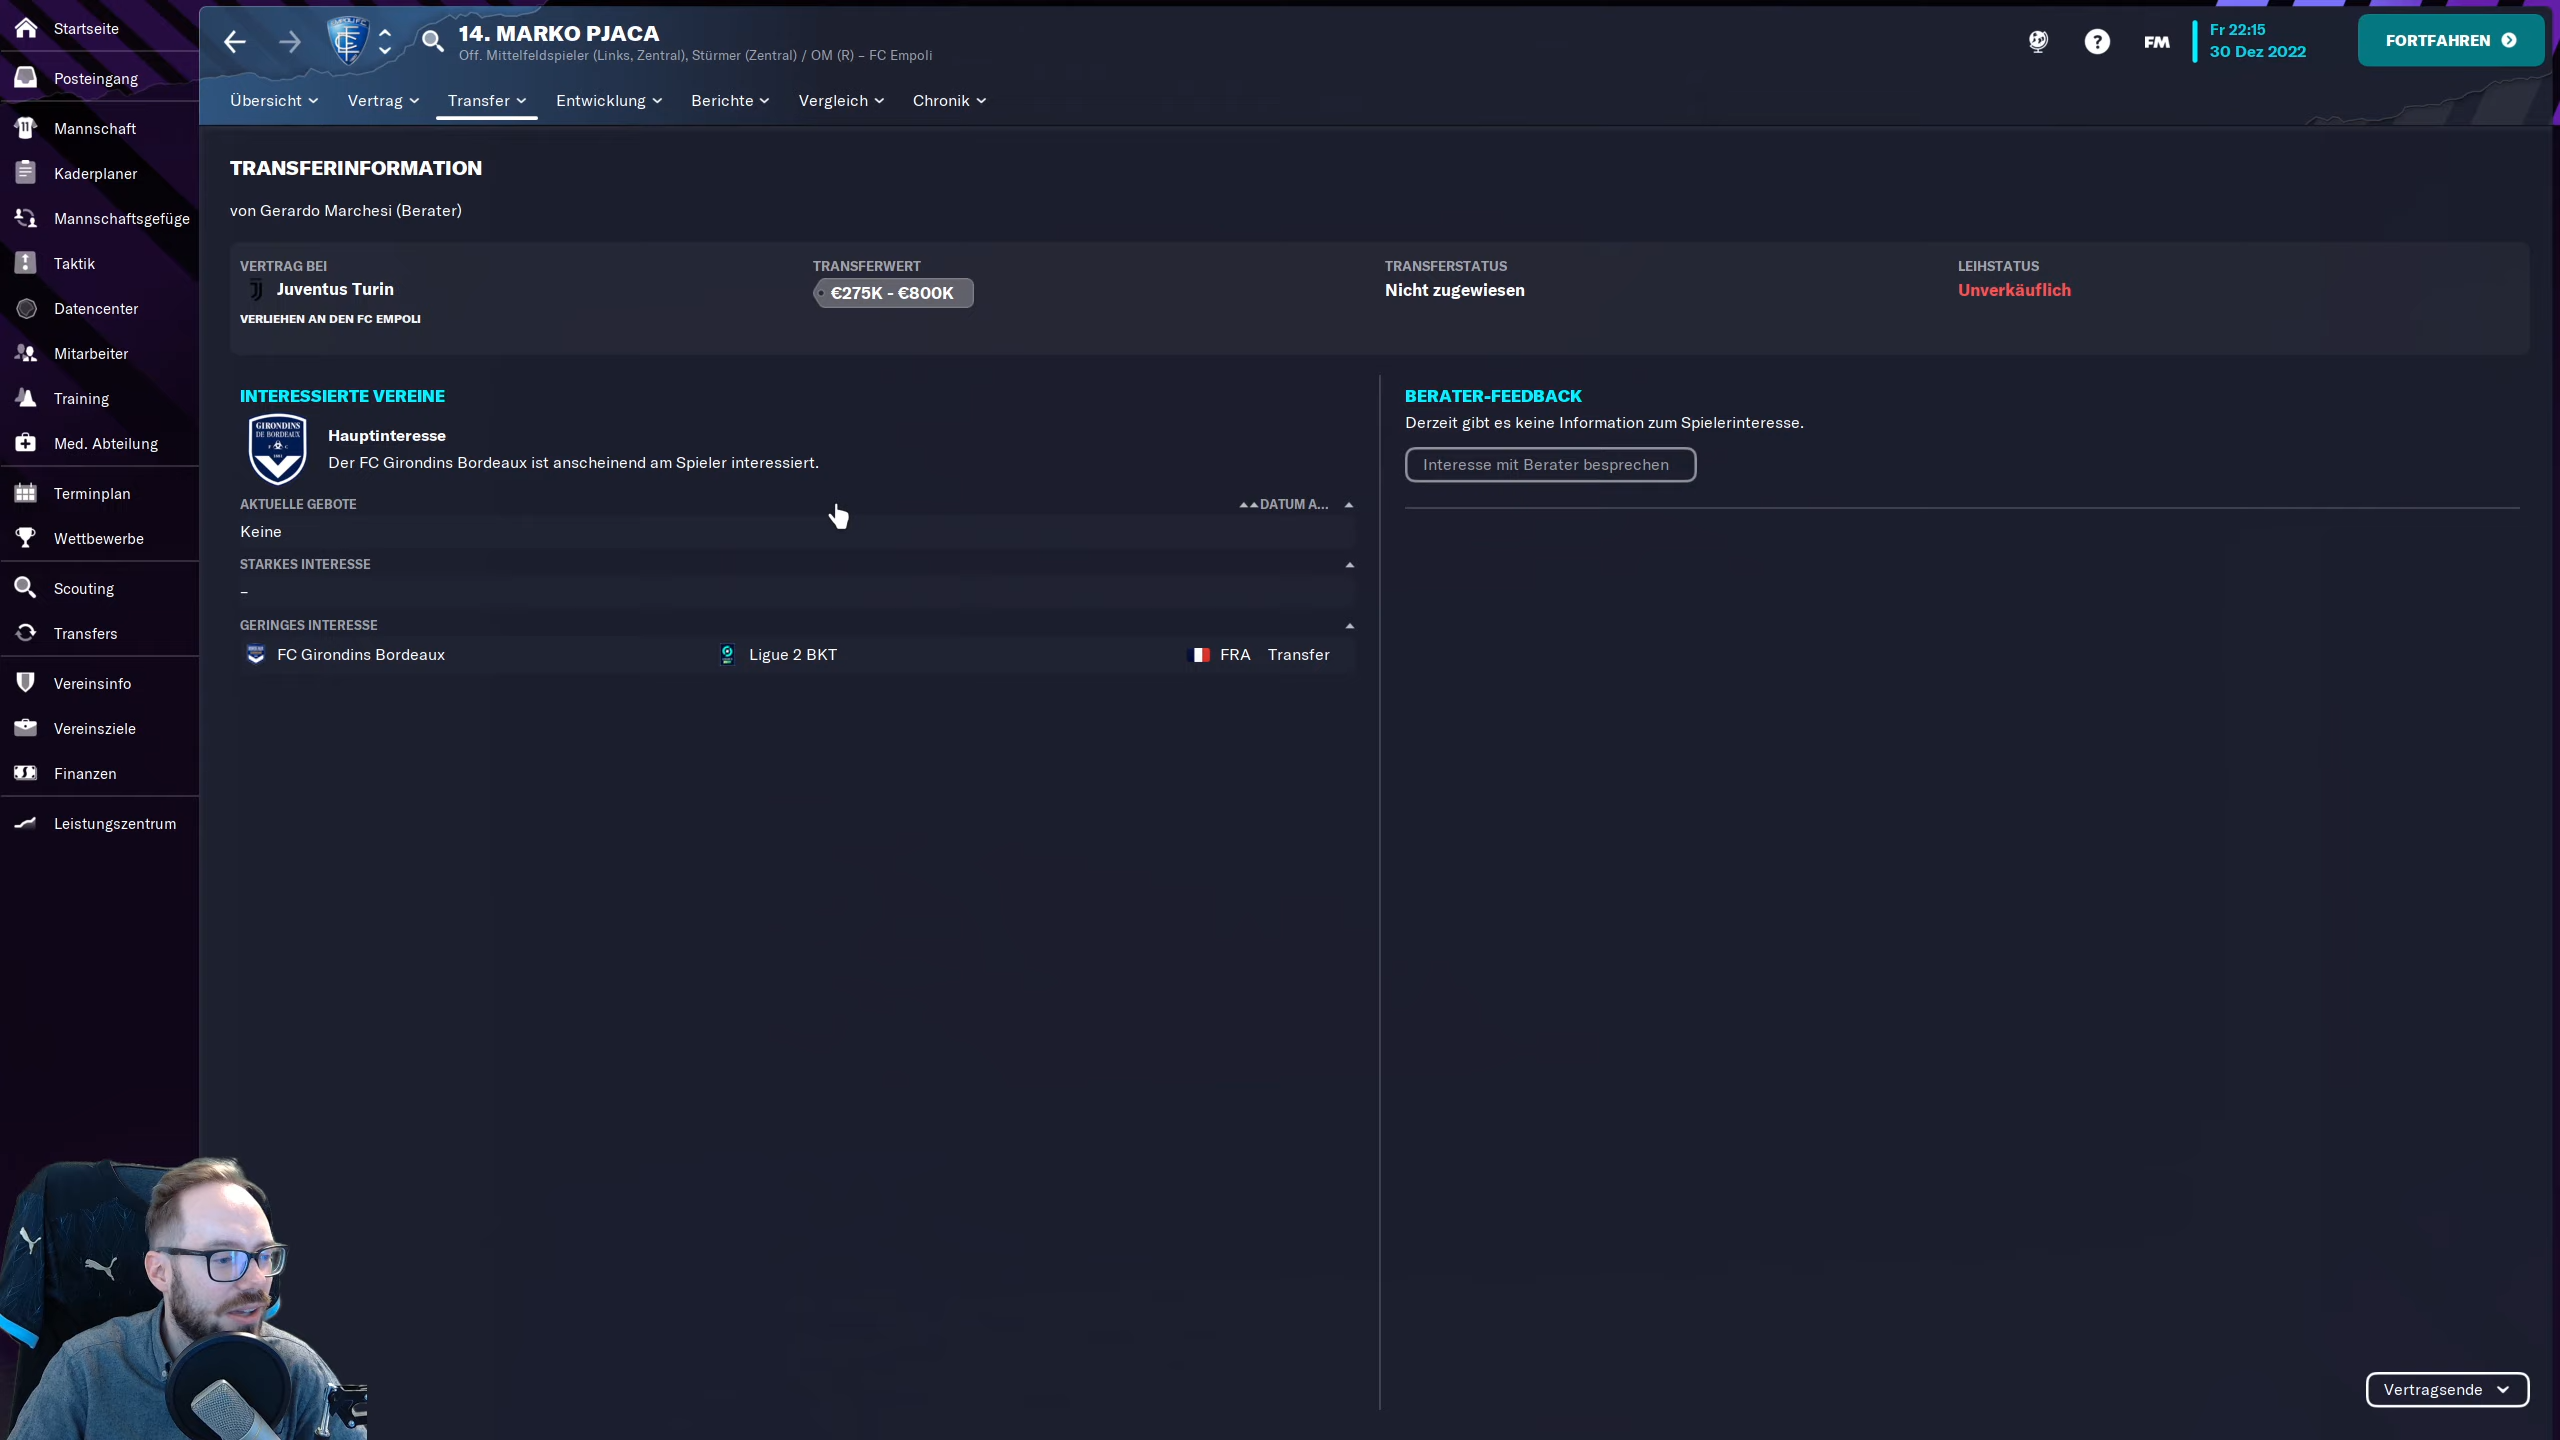 Startseite
Posteingang
Mannschaft
Kaderplaner
Mannschaftsgefüge
Taktik
Datencenter
Mitarbeiter
Training
Med. Abteilung
Terminplan
Wettbewerbe
Scouting
Transfers
Vereinsinfo
Vereinsziele
Finanzen
Leistungszentrum
14. MARKO PJACA
Off. Mittelfeldspieler (Links, Zentral), Stürmer (Zentral) / OM (R) – FC Empoli
FM
Fr 22:15
30 Dez 2022
FORTFAHREN
Übersicht Vertrag Transfer Entwicklung Berichte Vergleich Chronik
TRANSFERINFORMATION
von Gerardo Marchesi (Berater)
VERTRAG BEI
Juventus Turin
VERLIEHEN AN DEN FC EMPOLI
TRANSFERWERT
€275K - €800K
TRANSFERSTATUS
Nicht zugewiesen
LEIHSTATUS
Unverkäuflich
INTERESSIERTE VEREINE
GIRONDINS
DE BORDEAUX
Hauptinteresse
Der FC Girondins Bordeaux ist anscheinend am Spieler interessiert.
AKTUELLE GEBOTE DATUM A...
Keine
STARKES INTERESSE
–
GERINGES INTERESSE
FC Girondins Bordeaux Ligue 2 BKT FRA Transfer
BERATER-FEEDBACK
Derzeit gibt es keine Information zum Spielerinteresse.
Interesse mit Berater besprechen
Vertragsende